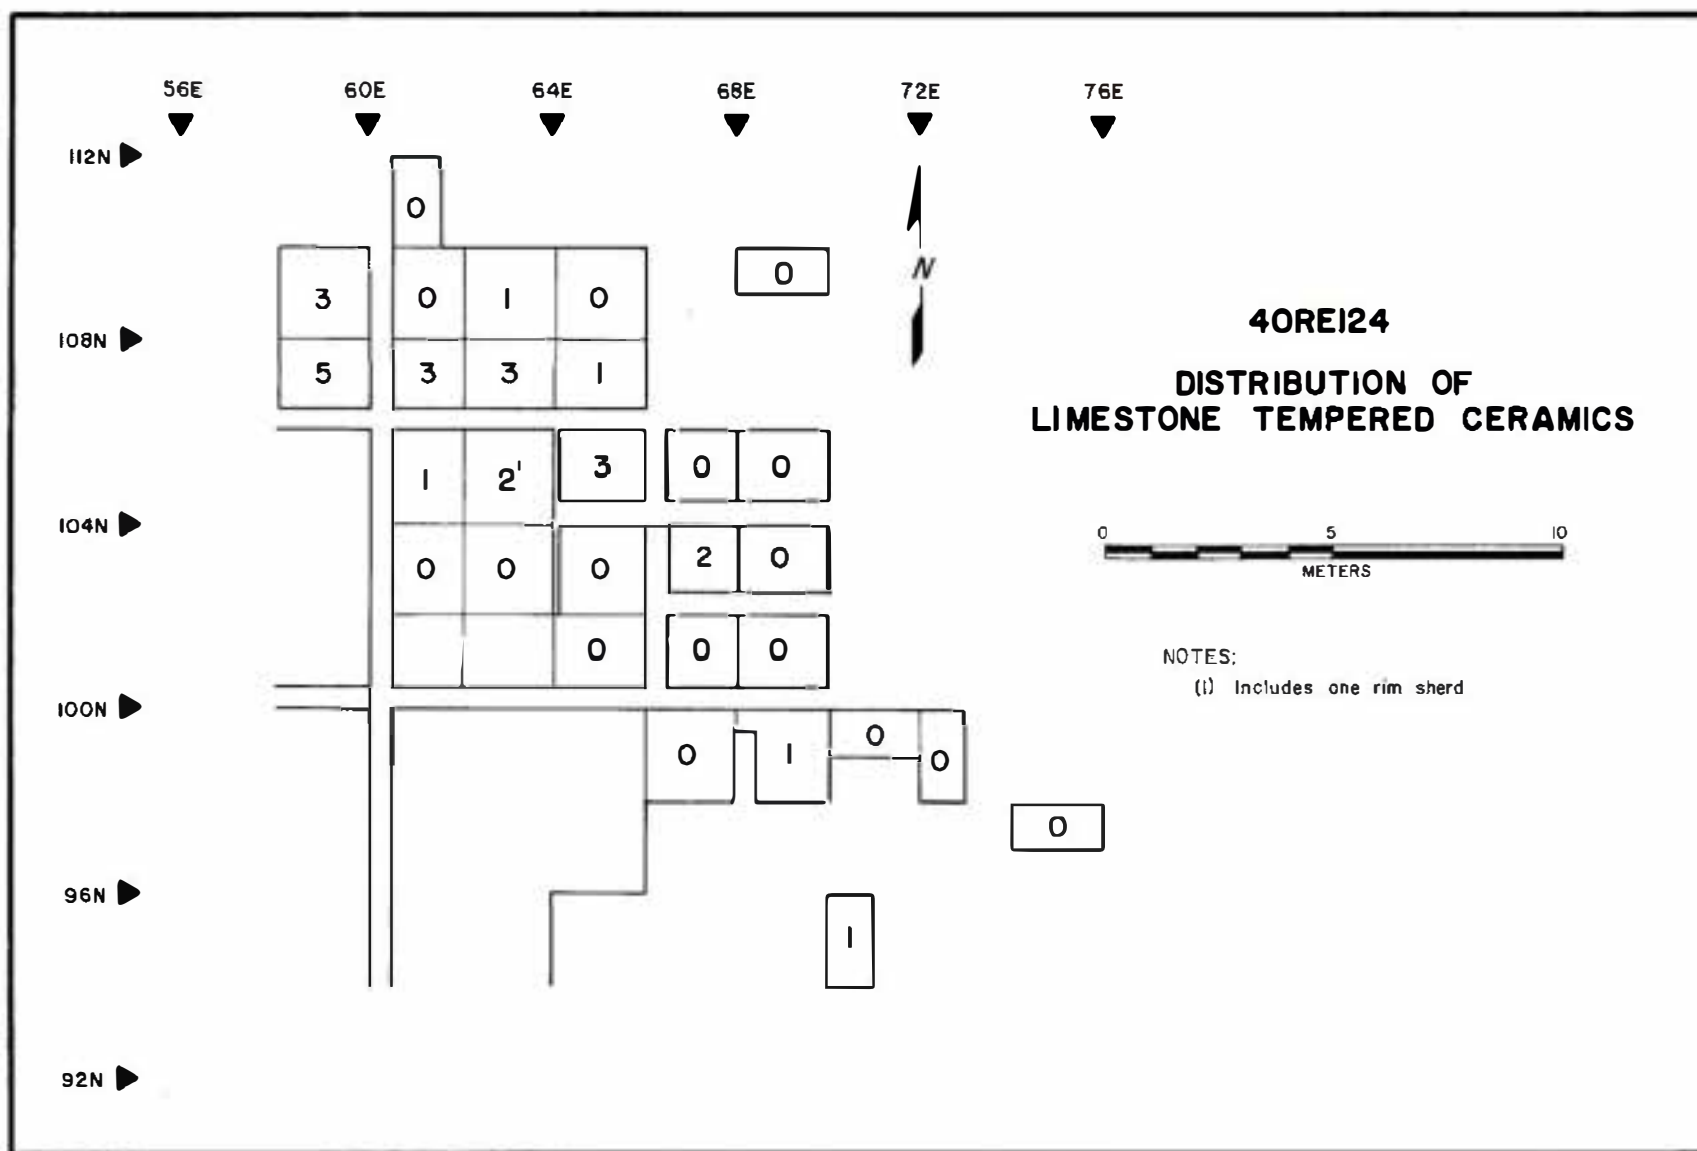 56E 60E 64E 68E 72E 76E
112N
0
3 0 1 0 0
N
108N
5 3 3 1
40RE124
DISTRIBUTION OF
LIMESTONE TEMPERED CERAMICS
1 2¹ 3 0 0
104N
0 0 0 2 0
0 5 10
METERS
0 0 0
NOTES:
(1) Includes one rim sherd
100N
0 1 0 0
0
96N
1
92N